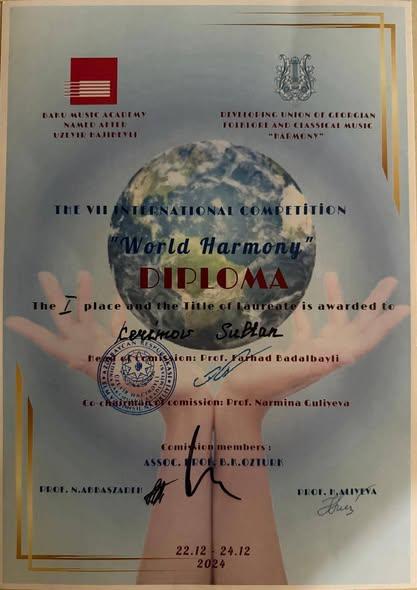 BAKU MUSIC ACADEMY
NAMED AFTER
UZEYIR HAJIBEYLI
DEVELOPING UNION OF GEORGIAN
FOLKLORE AND CLASSICAL MUSIC
"HARMONY"
THE VII INTERNATIONAL COMPETİTİON
"World Harmony"
DIPLOMA
The I place and the Title of Laureate is awarded to
Head of comission: Prof. Farhad Badalbayli
Co-chairman of comission: Prof. Narmina Guliyeva
Comission members :
ASSOC. PROF. B.K.OZTURK
PROF. N.ABBASZADEH
PROF. H.ALIYEVA
22.12 - 24.12
2024